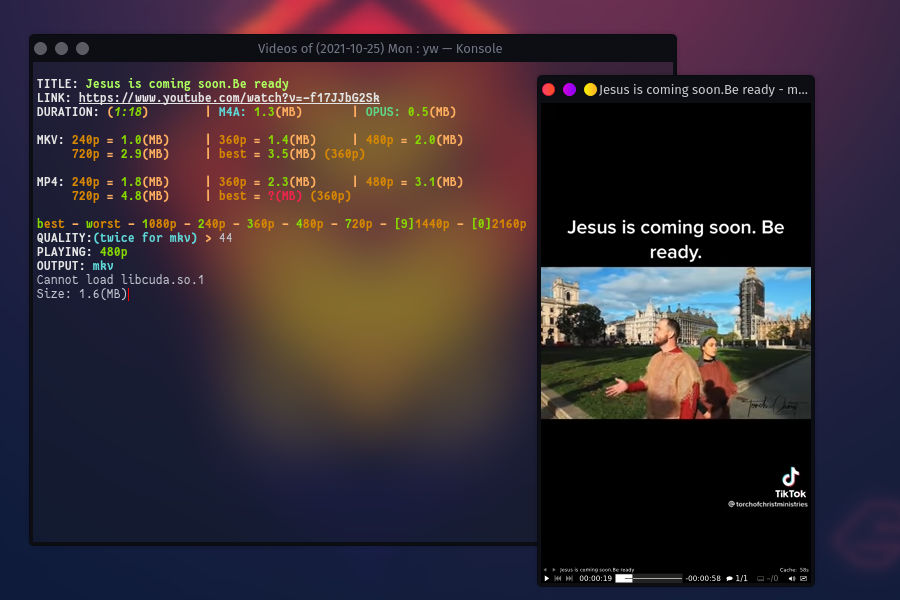 Videos of (2021-10-25) Mon : yw — Konsole
TITLE: Jesus is coming soon.Be ready
LINK: https://www.youtube.com/watch?v=-f17JJbG2Sk
DURATION: (1:18) | M4A: 1.3(MB) | OPUS: 0.5(MB)
MKV: 240p = 1.0(MB) | 360p = 1.4(MB) | 480p = 2.0(MB)
720p = 2.9(MB) | best = 3.5(MB) (360p)
MP4: 240p = 1.8(MB) | 360p = 2.3(MB) | 480p = 3.1(MB)
720p = 4.8(MB) | best = ?(MB) (360p)
best - worst - 1080p - 240p - 360p - 480p - 720p - [9]1440p - [0]2160p
QUALITY:(twice for mkv) > 44
PLAYING: 480p
OUTPUT: mkv
Cannot load libcuda.so.1
Size: 1.6(MB)
Jesus is coming soon.Be ready - m...
Jesus is coming soon. Be
ready.
TikTok
@torchofchristministries
Jesus is coming soon.Be ready Cache: 58s
00:00:19 -00:00:58 1/1 -/0